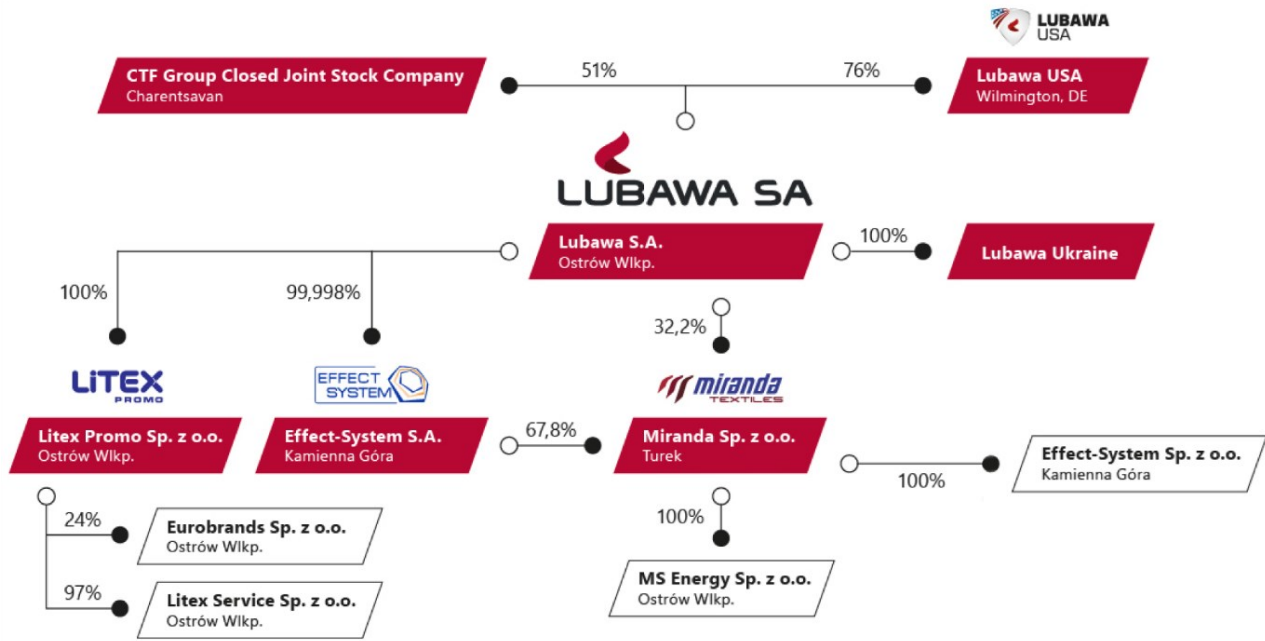 LUBAWA
USA
CTF Group Closed Joint Stock Company
Charentsavan
51%
76%
Lubawa USA
Wilmington, DE
LUBAWA SA
Lubawa S.A.
Ostrów Wlkp.
100%
Lubawa Ukraine
100%
99,998%
32,2%
LiTEX
PROMO
EFFECT
SYSTEM
miranda
TEXTILES
Litex Promo Sp. z o.o.
Ostrów Wlkp.
Effect-System S.A.
Kamienna Góra
67,8%
Miranda Sp. z o.o.
Turek
100%
Effect-System Sp. z o.o.
Kamienna Góra
24%
Eurobrands Sp. z o.o.
Ostrów Wlkp.
97%
Litex Service Sp. z o.o.
Ostrów Wlkp.
100%
MS Energy Sp. z o.o.
Ostrów Wlkp.